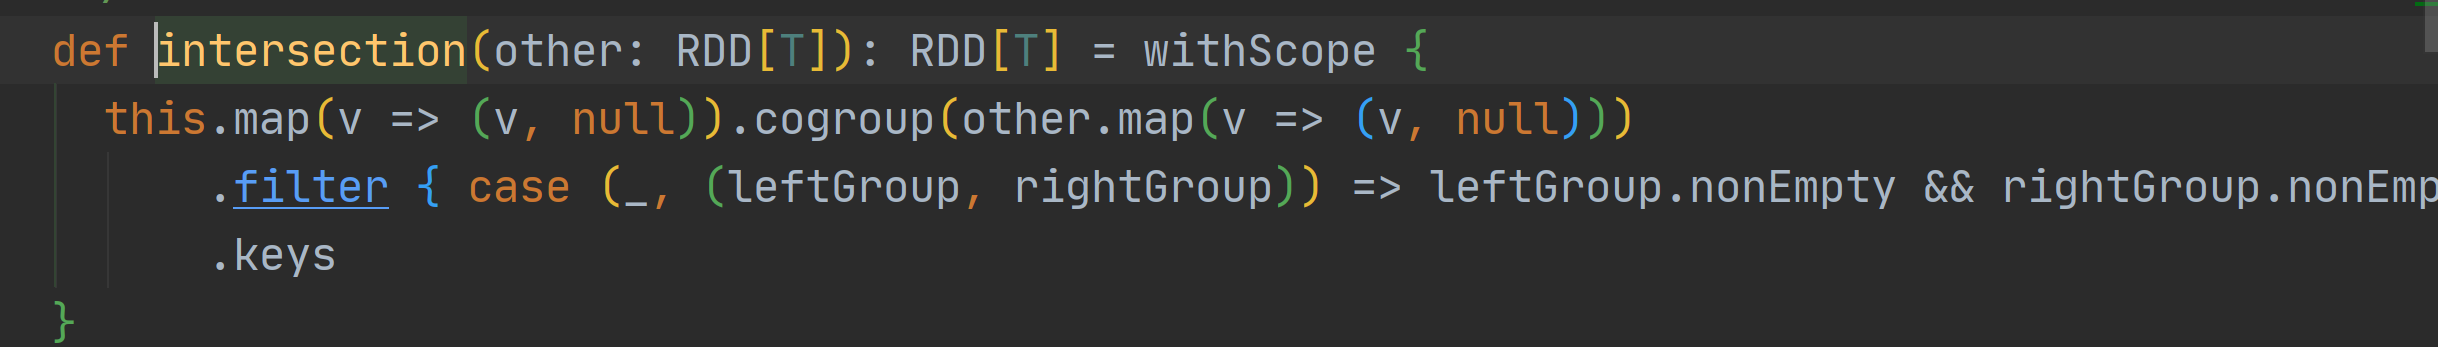 def intersection(other: RDD[T]): RDD[T] = withScope {
this.map(v => (v, null)).cogroup(other.map(v => (v, null)))
.filter { case (_, (leftGroup, rightGroup)) => leftGroup.nonEmpty && rightGroup.nonEmp
.keys
}